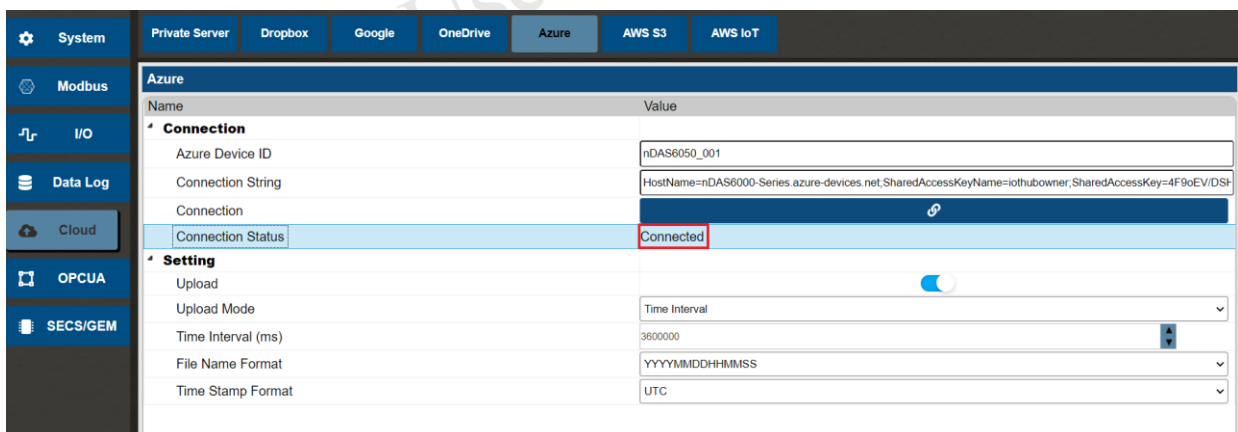 System
Private Server Dropbox Google OneDrive Azure AWS S3 AWS IoT
Modbus
I/O
Data Log
Cloud
OPCUA
SECS/GEM
Azure
Name Value
Connection
Azure Device ID nDAS6050_001
Connection String HostName=nDAS6000-Series.azure-devices.net;SharedAccessKeyName=iothubowner;SharedAccessKey=4F9oEV/DSH
Connection
Connection Status Connected
Setting
Upload
Upload Mode Time Interval
Time Interval (ms) 3600000
File Name Format YYYYMMDDHHMMSS
Time Stamp Format UTC